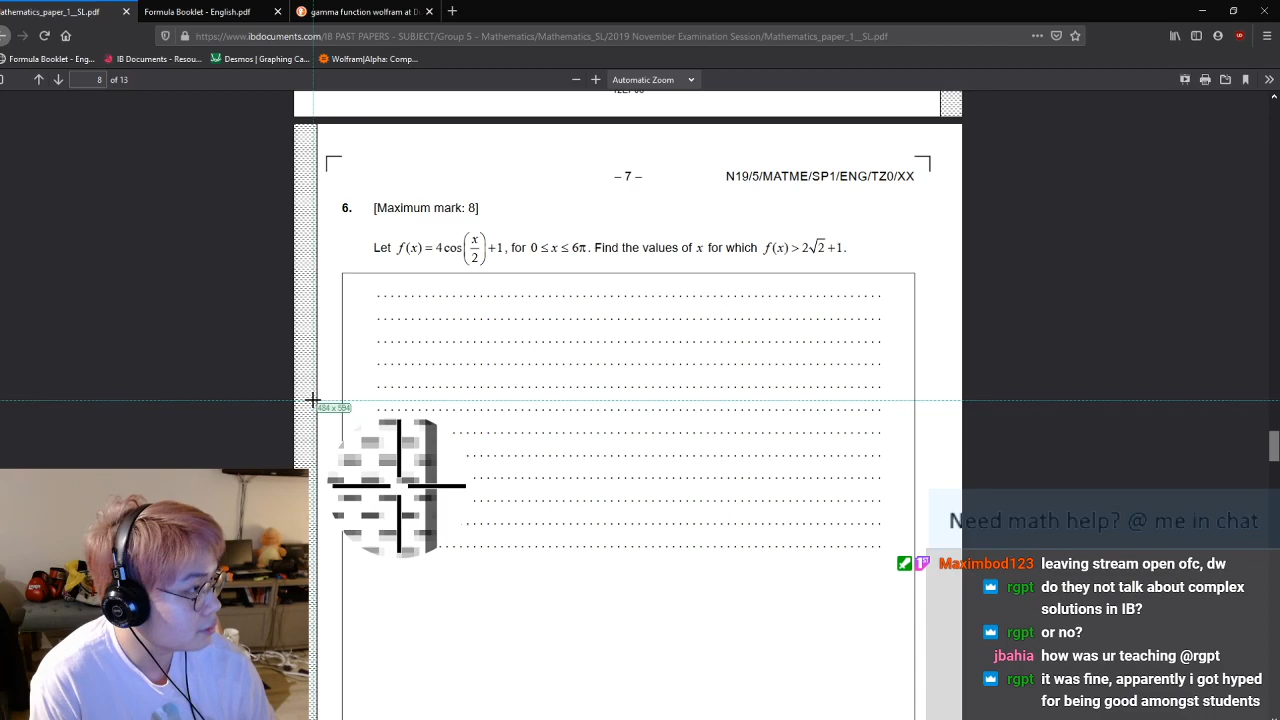 athematics_paper_1__SL.pdf
Formula Booklet - English.pdf
gamma function wolfram at D
https://www.ibdocuments.com/IB PAST PAPERS - SUBJECT/Group 5 - Mathematics/Mathematics_SL/2019 November Examination Session/Mathematics_paper_1__SL.pdf
Formula Booklet - Eng...
IB Documents - Resou...
Desmos | Graphing Ca...
Wolfram|Alpha: Comp...
8 of 13
Automatic Zoom
– 7 –
N19/5/MATME/SP1/ENG/TZ0/XX
6. [Maximum mark: 8]
Let f(x) = 4cos(x/2)+1, for 0 ≤ x ≤ 6π. Find the values of x for which f(x) > 2√2 +1.
484 x 594
Need math help? @ me in chat
Maximbod123 leaving stream open ofc, dw
rgpt do they not talk about complex
solutions in IB?
rgpt or no?
jbahia how was ur teaching @rgpt
rgpt it was fine, apparently i got hyped
for being good amongst students